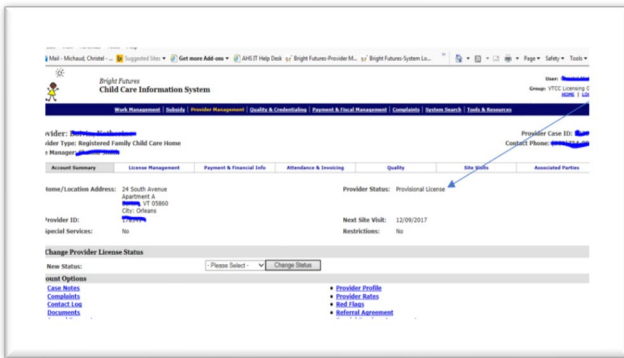 Mail - Michaud, Christel - ... Suggested Sites Get more Add-ons AHS IT Help Desk Bright Futures-Provider M... Bright Futures-System Lo... Page Safety Tools
Bright Futures
Child Care Information System
User:
Group: VTCC Licensing
HOME |
Work Management | Subsidy | Provider Management | Quality & Credentialing | Payment & Fiscal Management | Complaints | System Search | Tools & Resources
vider:
Provider Case ID:
vider Type: Registered Family Child Care Home
Contact Phone:
e Manager:
Account Summary License Management Payment & Financial Info Attendance & Invoicing Quality Site Visits Associated Parties
Home/Location Address: 24 South Avenue
Provider Status: Provisional License
Apartment A
, VT 05860
City: Orleans
Provider ID:
Next Site Visit: 12/09/2017
Special Services: No
Restrictions: No
Change Provider License Status
New Status: - Please Select - Change Status
ount Options
Case Notes
Complaints
Contact Log
Documents
Provider Profile
Provider Rates
Red Flags
Referral Agreement